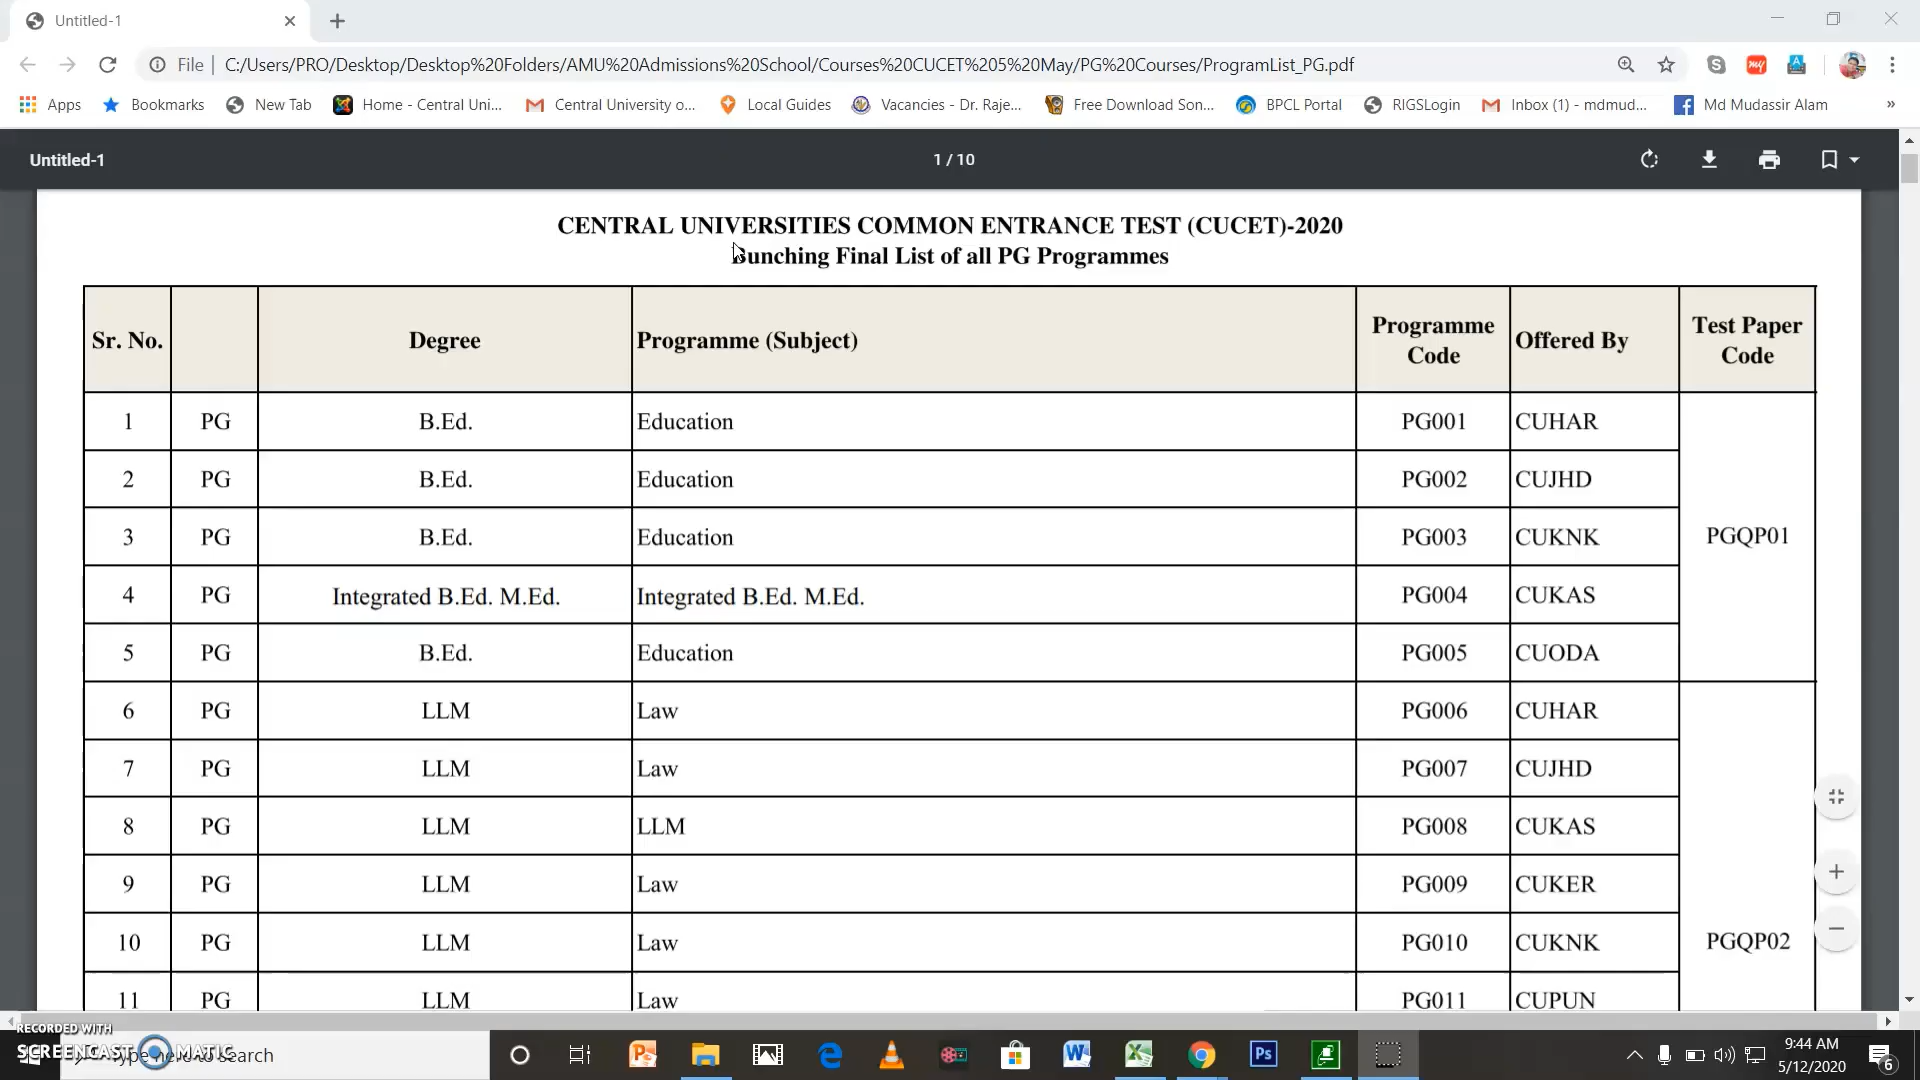 Untitled-1
File C:/Users/PRO/Desktop/Desktop%20Folders/AMU%20Admissions%20School/Courses%20CUCET%205%20May/PG%20Courses/ProgramList_PG.pdf
Apps Bookmarks New Tab Home - Central Uni... Central University o... Local Guides Vacancies - Dr. Raje... Free Download Son... BPCL Portal RIGSLogin Inbox (1) - mdmud... Md Mudassir Alam »
Untitled-1 1 / 10
CENTRAL UNIVERSITIES COMMON ENTRANCE TEST (CUCET)-2020
Bunching Final List of all PG Programmes
Sr. No. Degree Programme (Subject) Programme Code Offered By Test Paper Code
1 PG B.Ed. Education PG001 CUHAR
2 PG B.Ed. Education PG002 CUJHD
3 PG B.Ed. Education PG003 CUKNK PGQP01
4 PG Integrated B.Ed. M.Ed. Integrated B.Ed. M.Ed. PG004 CUKAS
5 PG B.Ed. Education PG005 CUODA
6 PG LLM Law PG006 CUHAR
7 PG LLM Law PG007 CUJHD
8 PG LLM LLM PG008 CUKAS
9 PG LLM Law PG009 CUKER
10 PG LLM Law PG010 CUKNK PGQP02
11 PG LLM Law PG011 CUPUN
RECORDED WITH
SCREENCAST MATIC
Type here to search
9:44 AM
5/12/2020
6